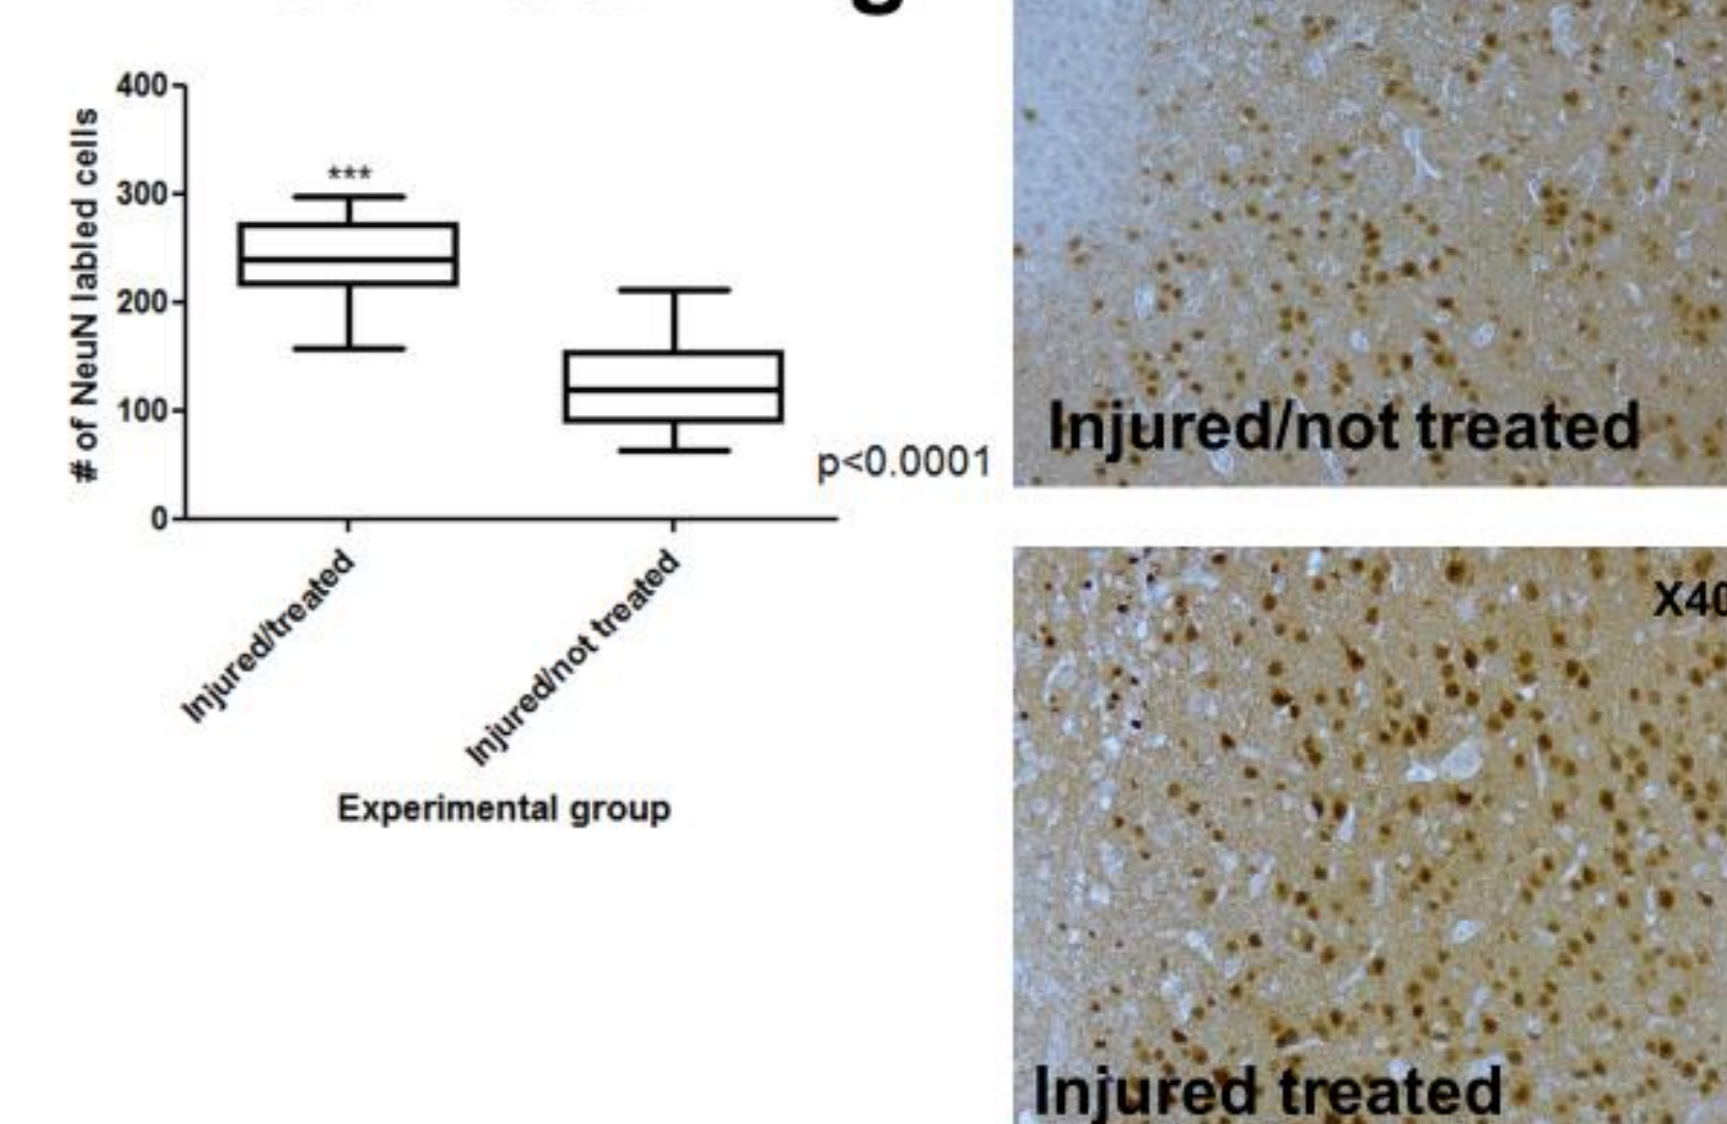 400
300
200
100
0
# of NeuN labled cells
***
p<0.0001
Injured/treated
Injured/not treated
Experimental group
Injured/not treated
X40
Injured treated